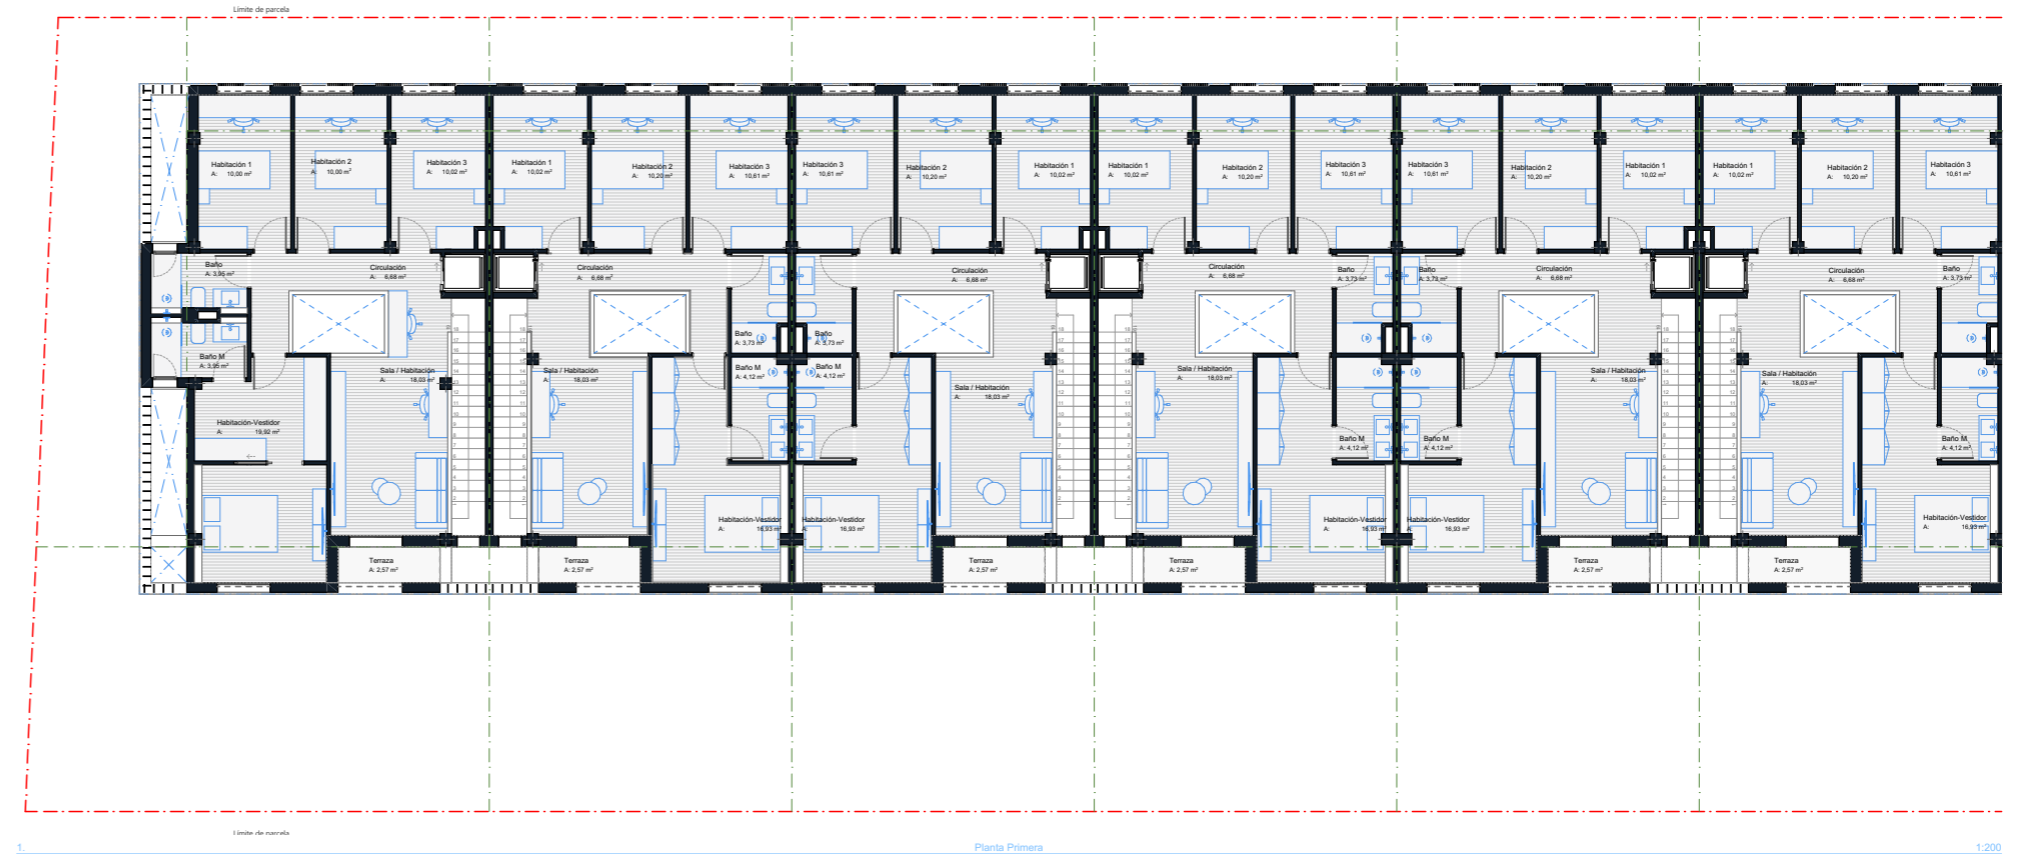 Límite de parcela
Habitación 1
A: 10,00 m²
Habitación 2
A: 10,00 m²
Habitación 3
A: 10,02 m²
Habitación 1
A: 10,02 m²
Habitación 2
A: 10,20 m²
Habitación 3
A: 10,61 m²
Habitación 3
A: 10,61 m²
Habitación 2
A: 10,20 m²
Habitación 1
A: 10,02 m²
Habitación 1
A: 10,02 m²
Habitación 2
A: 10,20 m²
Habitación 3
A: 10,61 m²
Habitación 3
A: 10,61 m²
Habitación 2
A: 10,20 m²
Habitación 1
A: 10,02 m²
Habitación 1
A: 10,02 m²
Habitación 2
A: 10,20 m²
Habitación 3
A: 10,61 m²
Baño
A: 3,95 m²
Circulación
A: 6,68 m²
Circulación
A: 6,68 m²
Circulación
A: 6,68 m²
Circulación
A: 6,68 m²
Baño
A: 3,73 m²
Baño
A: 3,73 m²
Circulación
A: 6,68 m²
Circulación
A: 6,68 m²
Baño
A: 3,73 m²
Baño
A: 3,73 m²
Baño
A: 3,73 m²
Baño M
A: 3,95 m²
Sala / Habitación
A: 18,03 m²
Sala / Habitación
A: 18,03 m²
Baño M
A: 4,12 m²
Baño M
A: 4,12 m²
Sala / Habitación
A: 18,03 m²
Sala / Habitación
A: 18,03 m²
Sala / Habitación
A: 18,03 m²
Sala / Habitación
A: 18,03 m²
Habitación-Vestidor
A: 19,92 m²
Baño M
A: 4,12 m²
Baño M
A: 4,12 m²
Baño M
A: 4,12 m²
Habitación-Vestidor
A: 16,93 m²
Habitación-Vestidor
A: 16,93 m²
Habitación-Vestidor
A: 16,93 m²
Habitación-Vestidor
A: 16,93 m²
Habitación-Vestidor
A: 16,93 m²
Terraza
A: 2,57 m²
Terraza
A: 2,57 m²
Terraza
A: 2,57 m²
Terraza
A: 2,57 m²
Terraza
A: 2,57 m²
Terraza
A: 2,57 m²
Límite de parcela
1.
Planta Primera
1:200